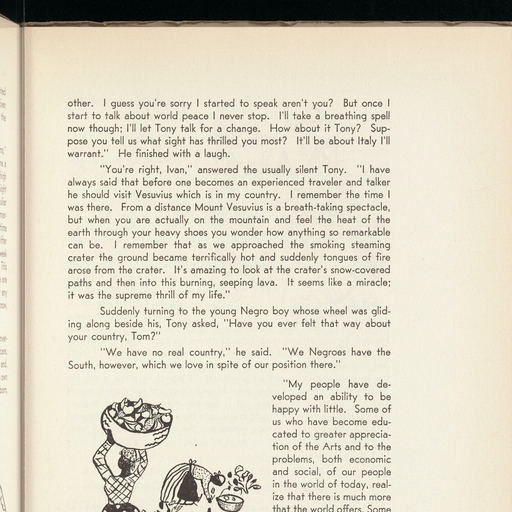 other. I guess you're sorry I started to speak aren't you? But once I
start to talk about world peace I never stop. I'll take a breathing spell
now though; I'll let Tony talk for a change. How about it Tony? Sup-
pose you tell us what sight has thrilled you most? It'll be about Italy I'll
warrant." He finished with a laugh.
"You're right, Ivan," answered the usually silent Tony. "I have
always said that before one becomes an experienced traveler and talker
he should visit Vesuvius which is in my country. I remember the time I
was there. From a distance Mount Vesuvius is a breath-taking spectacle,
but when you are actually on the mountain and feel the heat of the
earth through your heavy shoes you wonder how anything so remarkable
can be. I remember that as we approached the smoking steaming
crater the ground became terrifically hot and suddenly tongues of fire
arose from the crater. It's amazing to look at the crater's snow-covered
paths and then into this burning, seeping lava. It seems like a miracle;
it was the supreme thrill of my life."
Suddenly turning to the young Negro boy whose wheel was glid-
ing along beside his, Tony asked, "Have you ever felt that way about
your country, Tom?"
"We have no real country," he said. "We Negroes have the
South, however, which we love in spite of our position there."
"My people have de-
veloped an ability to be
happy with little. Some of
us who have become edu-
cated to greater apprecia-
tion of the Arts and to the
problems, both economic
and social, of our people
in the world of today, real-
ize that there is much more
that the world offers. Some